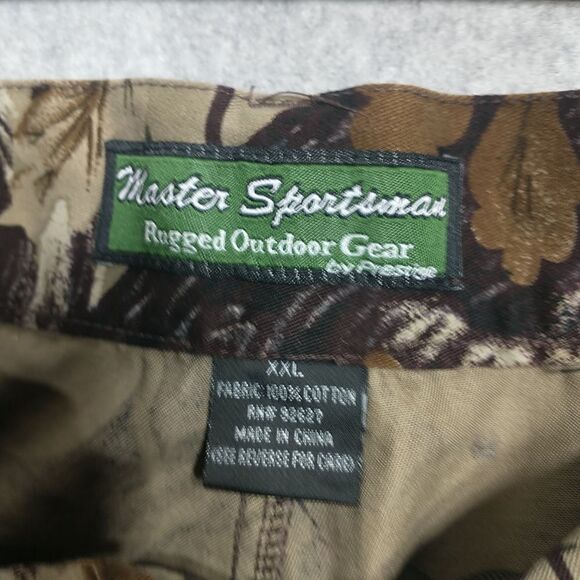 Master Sportsman
Rugged Outdoor Gear
by Prestige
XXL
FABRIC 100% COTTON
RN# 92627
MADE IN CHINA
(SEE REVERSE FOR CARE)